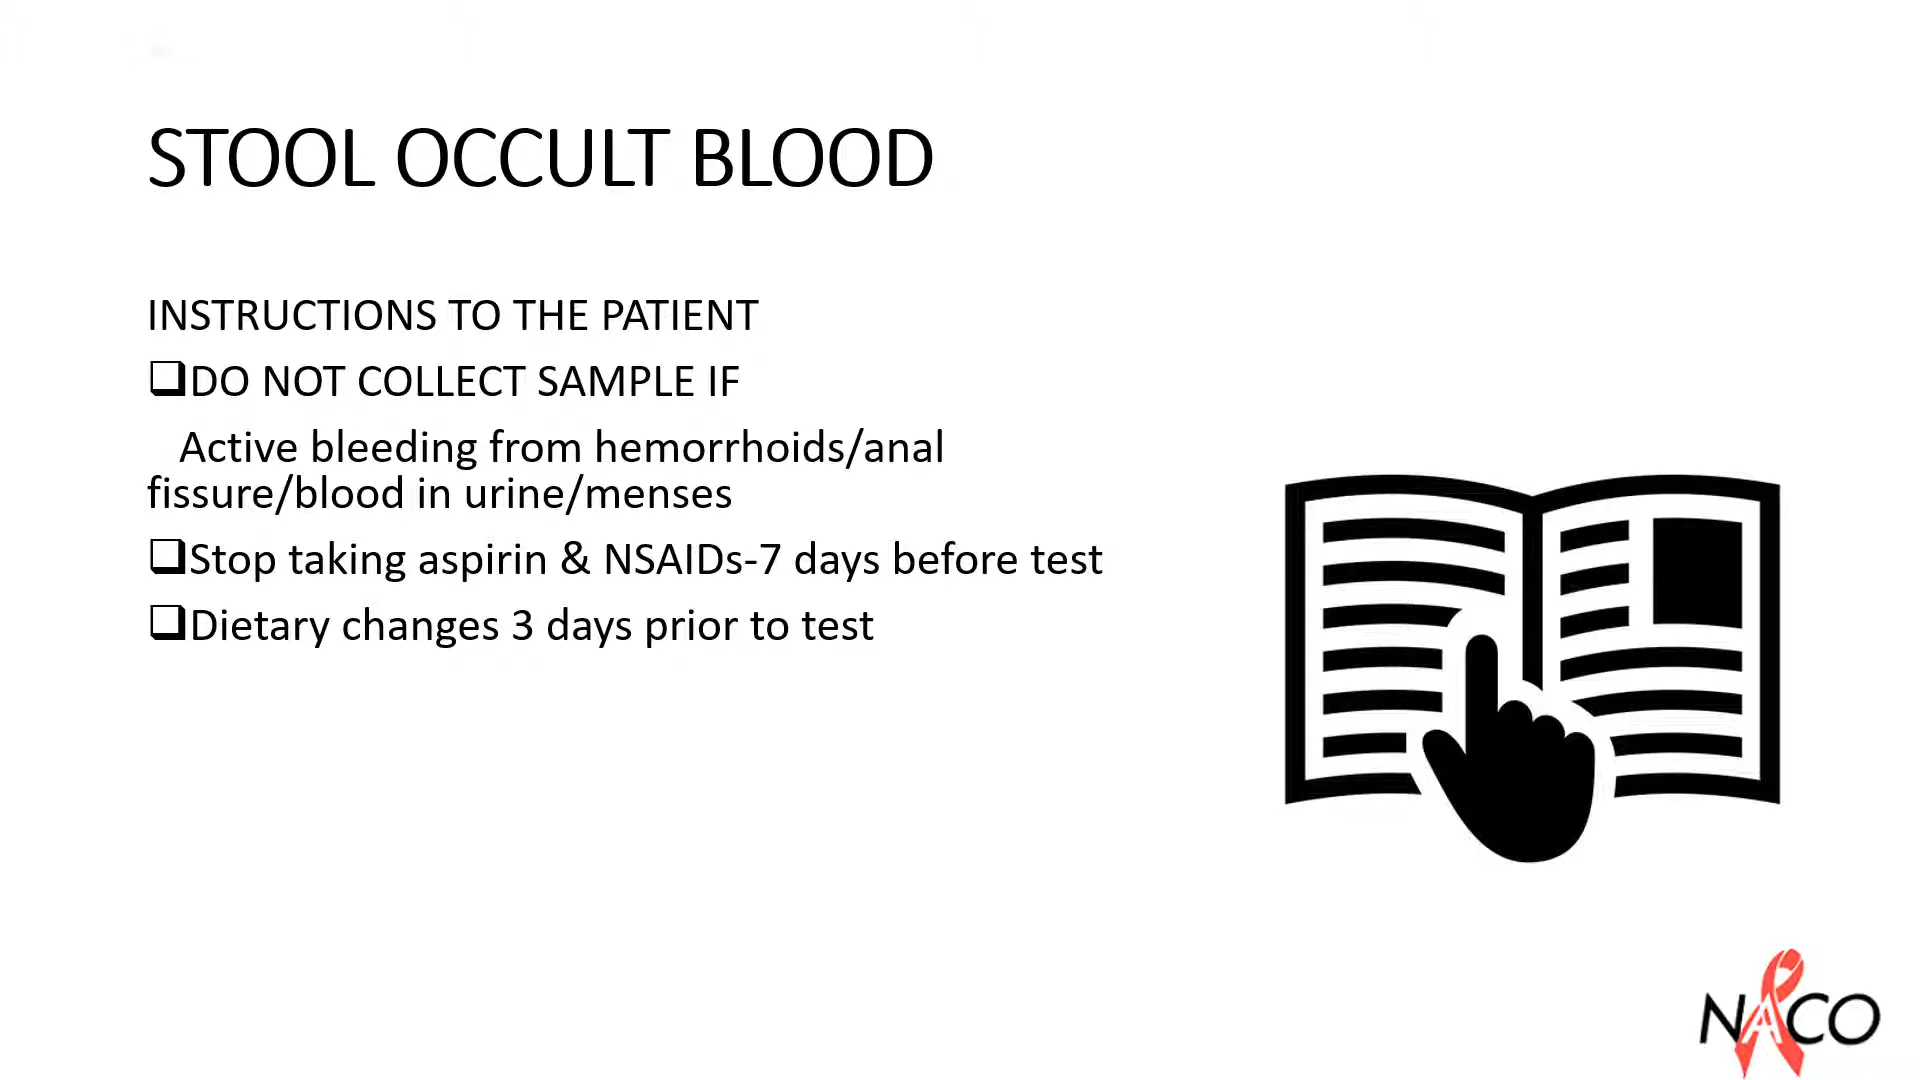 STOOL OCCULT BLOOD
INSTRUCTIONS TO THE PATIENT
❑DO NOT COLLECT SAMPLE IF
Active bleeding from hemorrhoids/anal
fissure/blood in urine/menses
❑Stop taking aspirin & NSAIDs-7 days before test
❑Dietary changes 3 days prior to test
NACO